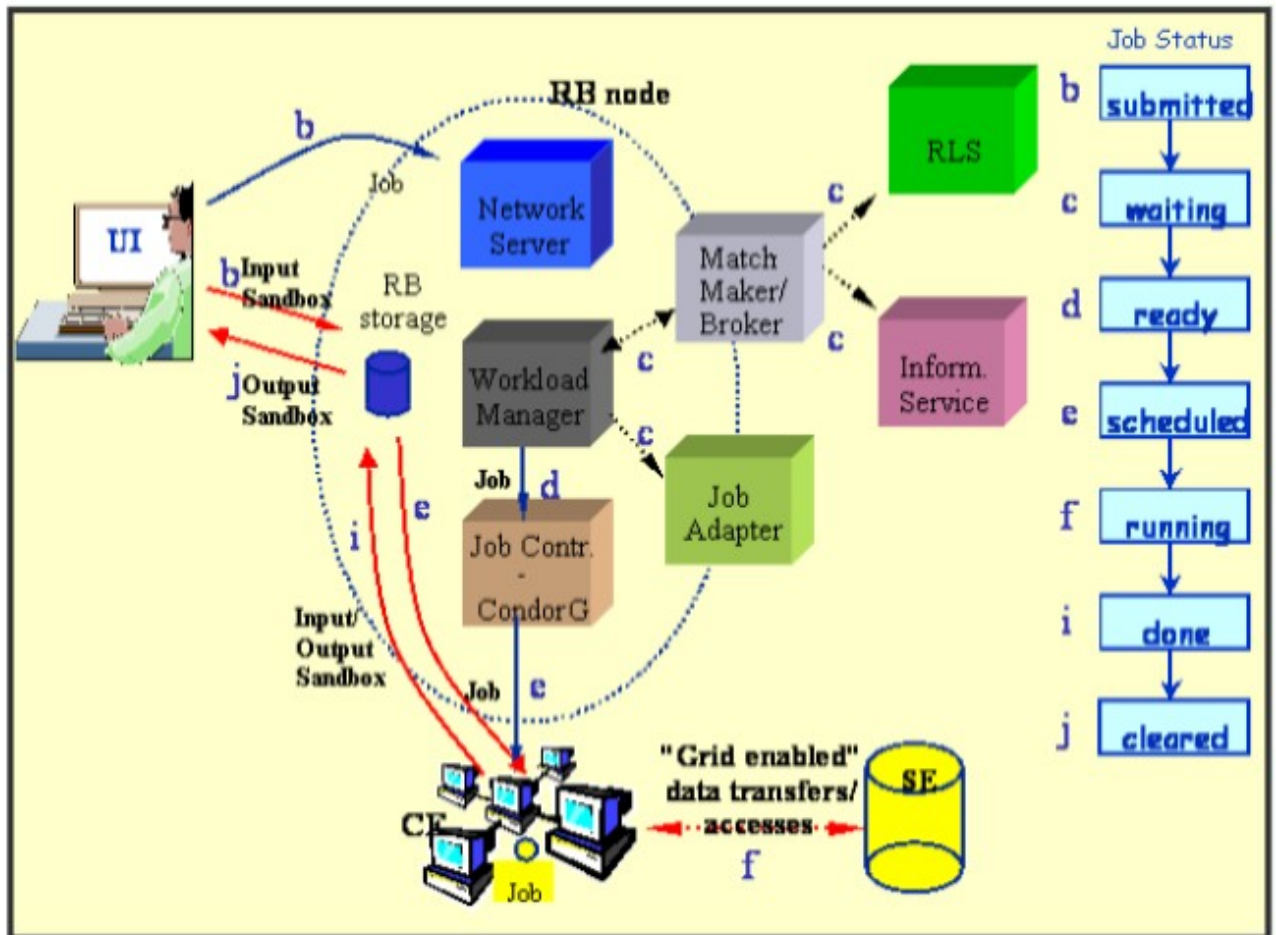 Job Status
RB node
b
submitted
b
RLS
Job
c
Network
Server
c
waiting
UI
Match
Maker/
Broker
b
Input
Sandbox
RB
storage
d
ready
c
c
Inform.
Service
j
Output
Sandbox
Workload
Manager
c
e
scheduled
Job
d
e
Job
Adapter
f
running
i
Job Contr.
-
CondorG
Input/
Output
Sandbox
i
done
Job
e
j
cleared
"Grid enabled"
data transfers/
accesses
SE
CE
f
Job